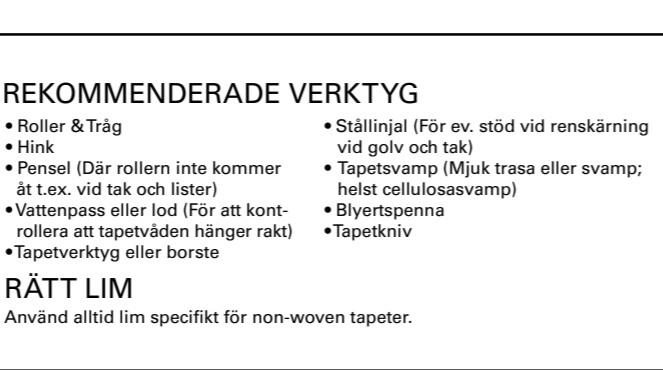 REKOMMENDERADE VERKTYG
• Roller & Tråg
• Hink
• Pensel (Där rollern inte kommer
åt t.ex. vid tak och lister)
• Vattenpass eller lod (För att kont-
rollera att tapetvåden hänger rakt)
• Tapetverktyg eller borste
• Stållinjal (För ev. stöd vid renskärning
vid golv och tak)
• Tapetsvamp (Mjuk trasa eller svamp;
helst cellulosasvamp)
• Blyertspenna
• Tapetkniv
RÄTT LIM
Använd alltid lim specifikt för non-woven tapeter.